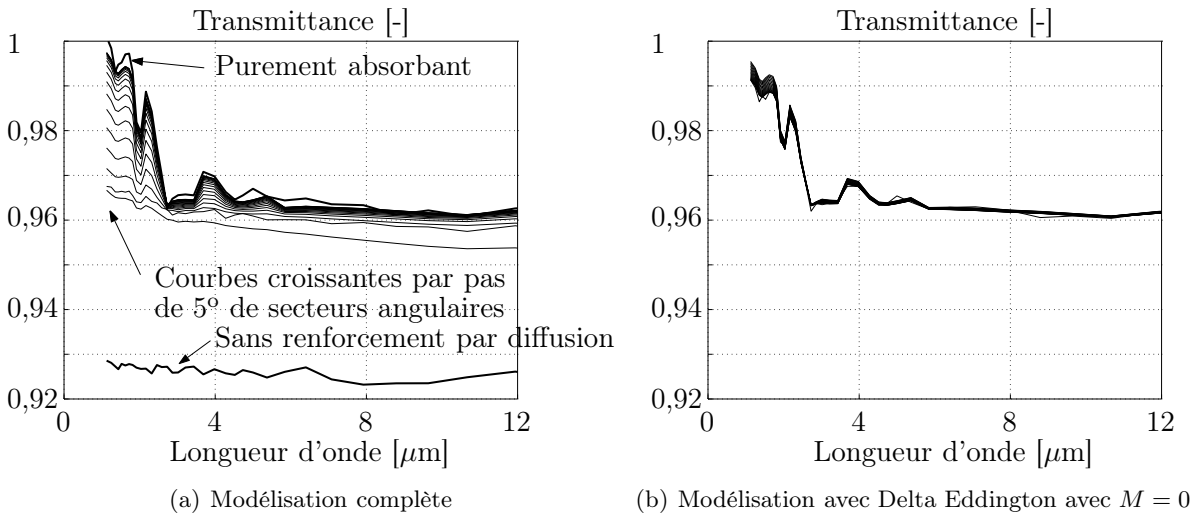 Transmittance [-]
1
0,98
0,96
0,94
0,92
0
4
8
12
Purement absorbant
Courbes croissantes par pas
de 5º de secteurs angulaires
Sans renforcement par diffusion
Longueur d'onde [μm]
(a) Modélisation complète
Transmittance [-]
1
0,98
0,96
0,94
0,92
0
4
8
12
Longueur d'onde [μm]
(b) Modélisation avec Delta Eddington avec M = 0